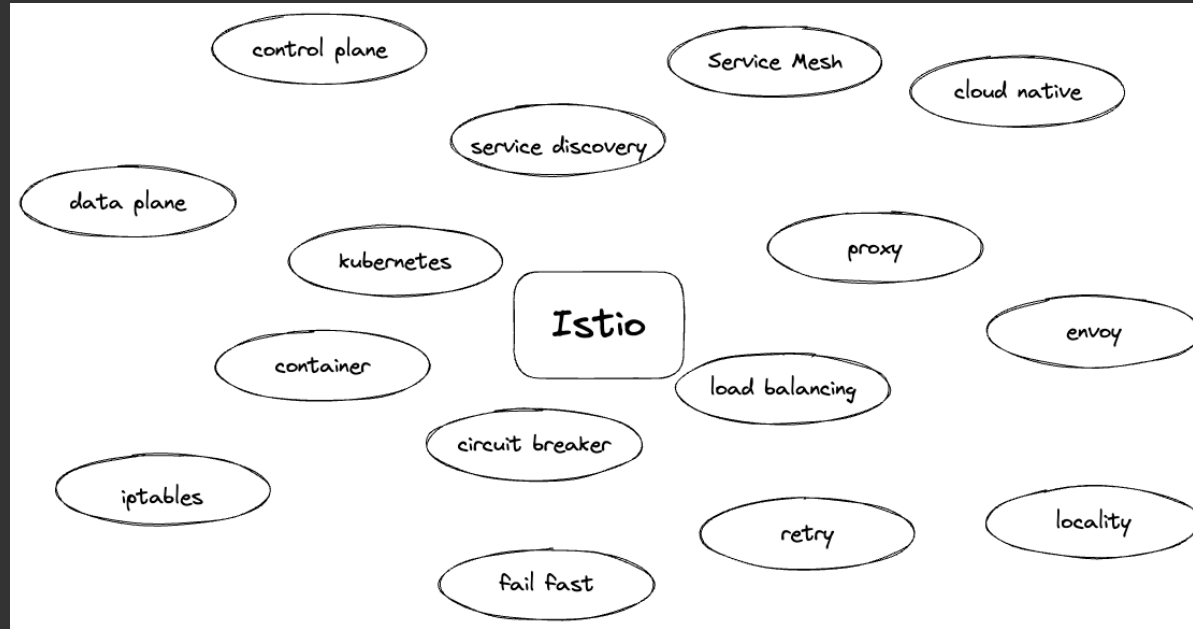 control plane
Service Mesh
cloud native
service discovery
data plane
kubernetes
proxy
Istio
envoy
container
load balancing
circuit breaker
iptables
locality
retry
fail fast